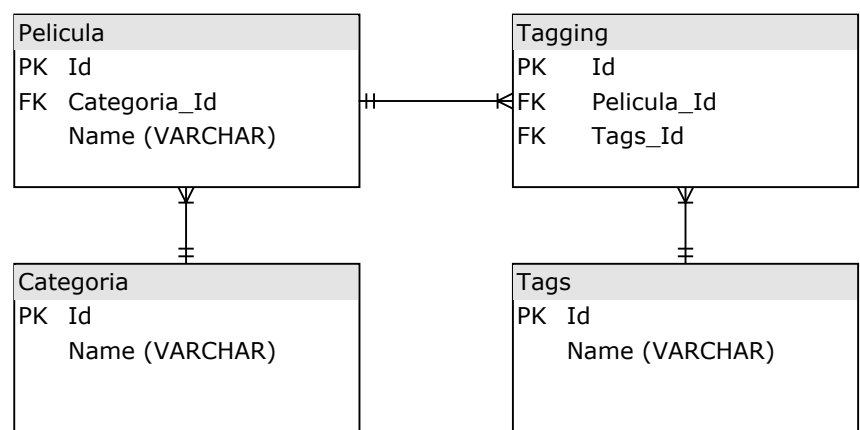 Pelicula
PK Id
FK Categoria_Id
Name (VARCHAR)
Tagging
PK Id
FK Pelicula_Id
FK Tags_Id
Categoria
PK Id
Name (VARCHAR)
Tags
PK Id
Name (VARCHAR)